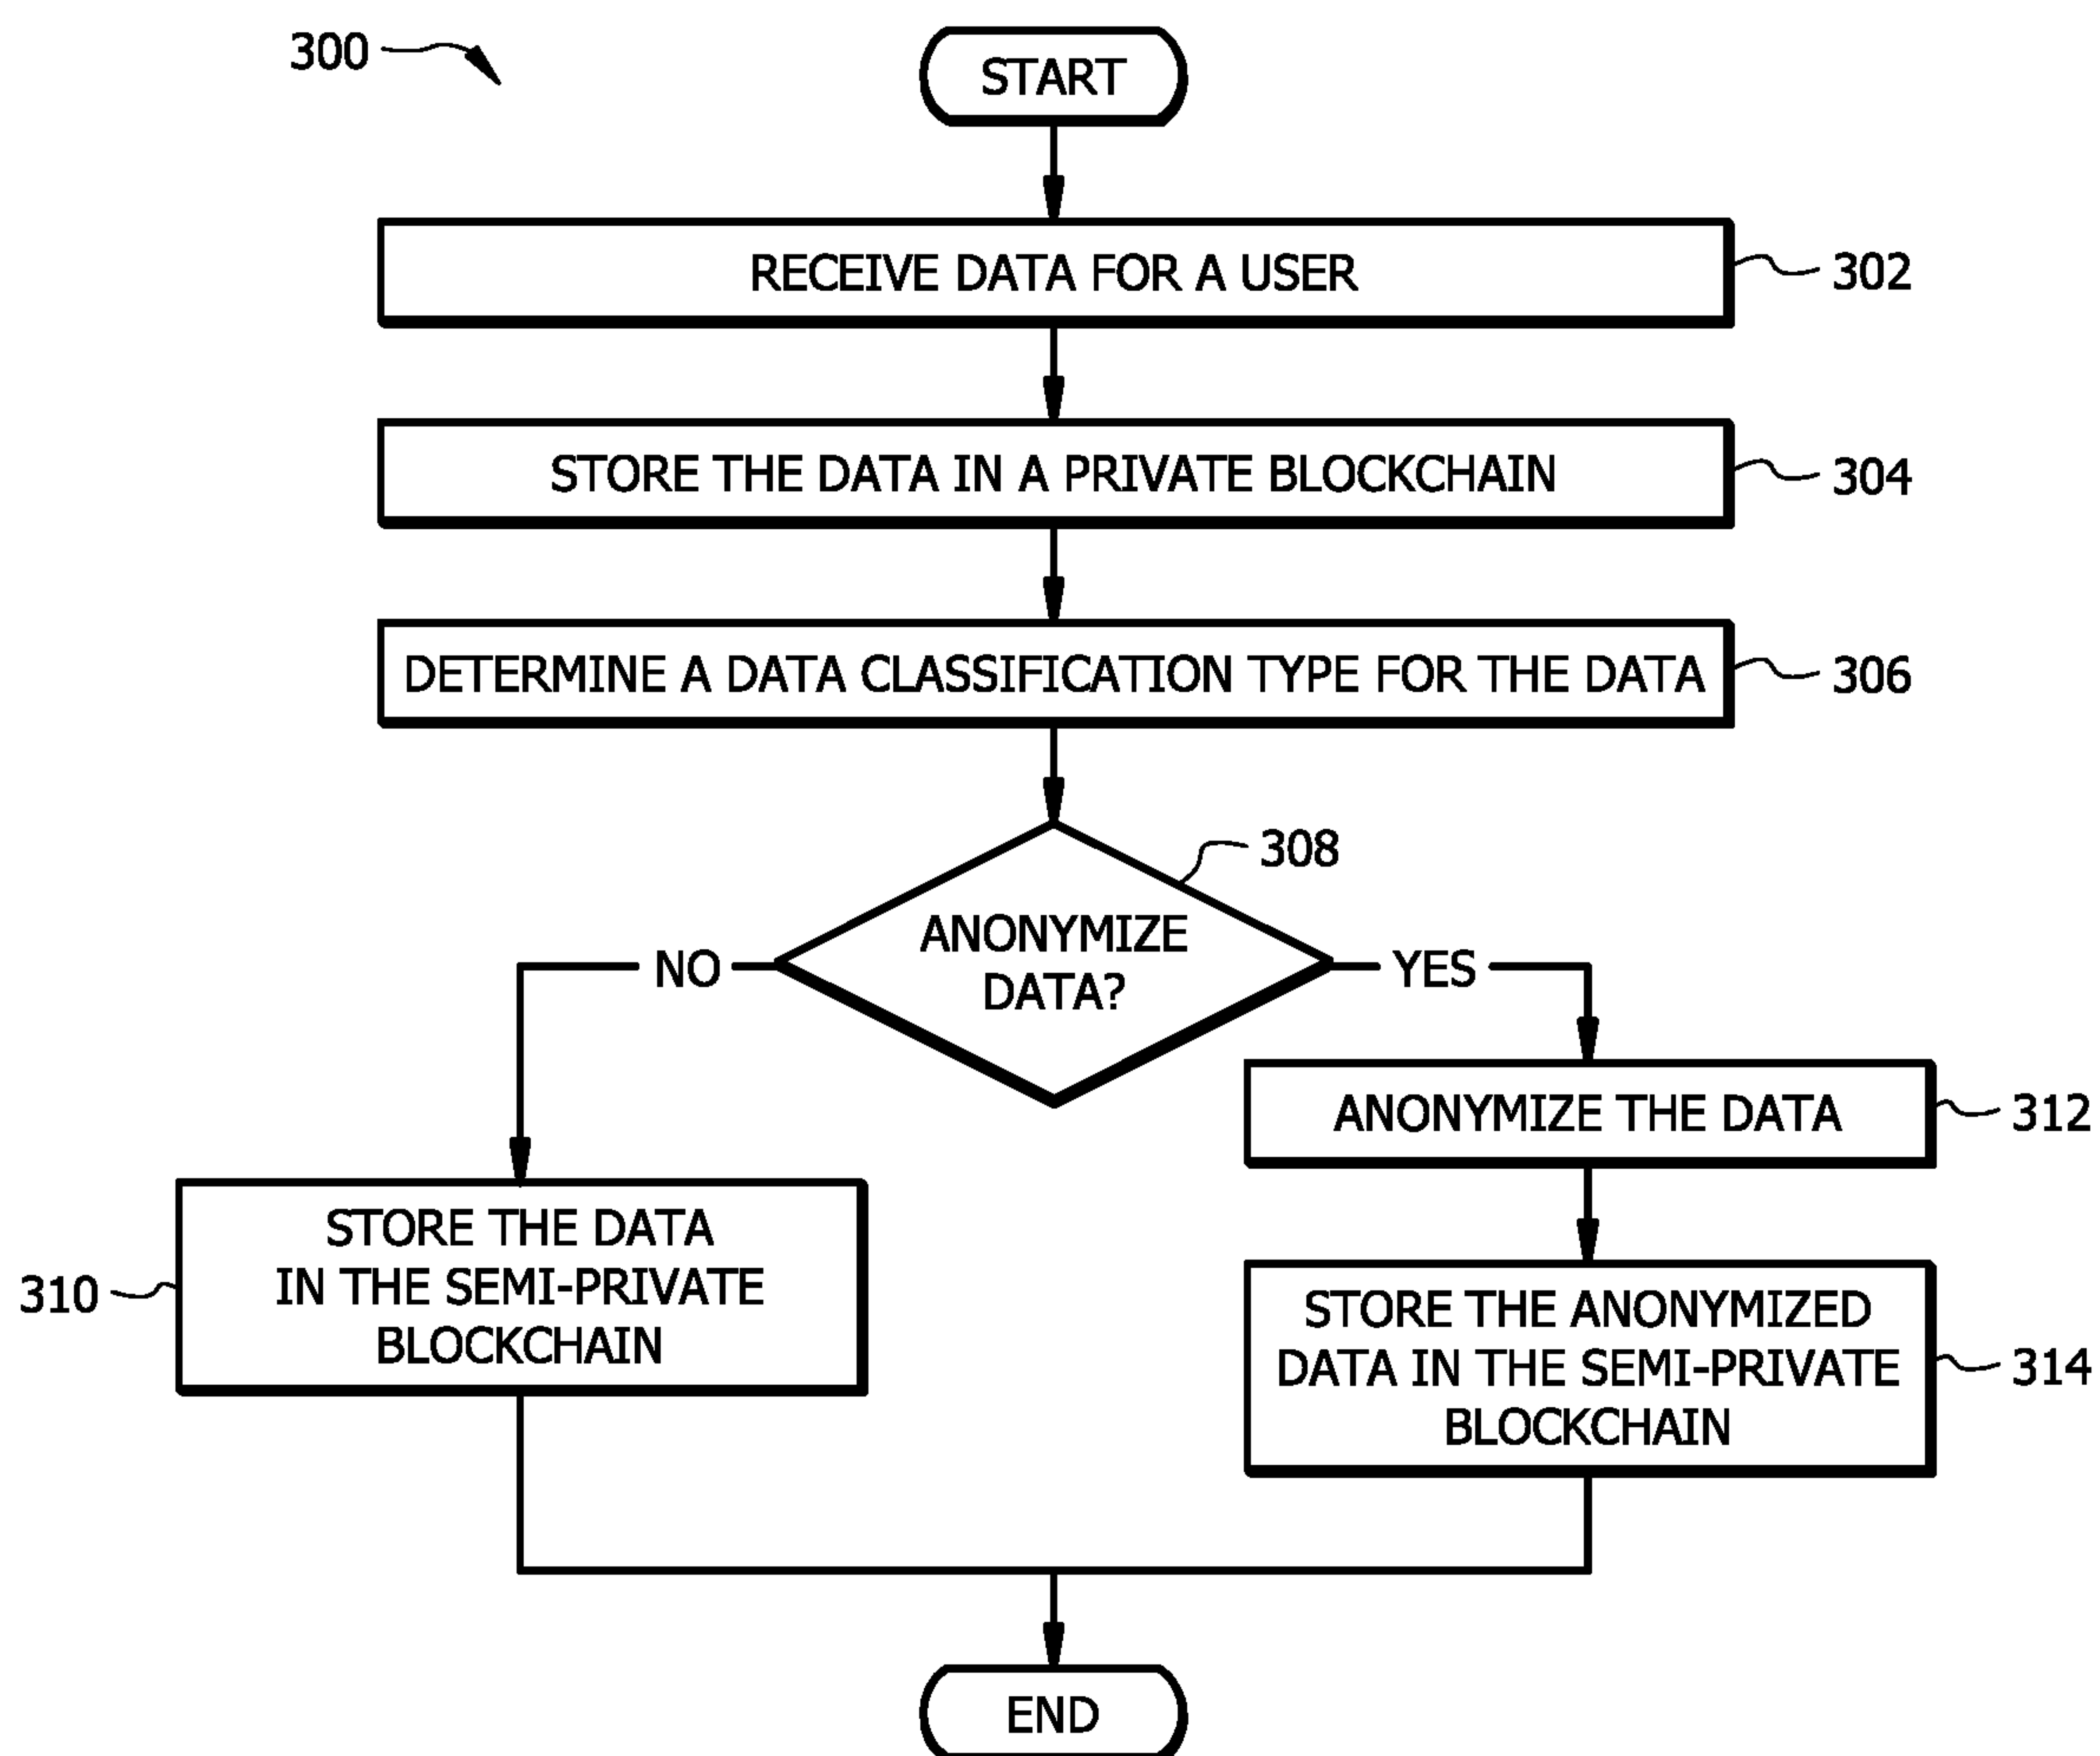 300
START
RECEIVE DATA FOR A USER
302
STORE THE DATA IN A PRIVATE BLOCKCHAIN
304
DETERMINE A DATA CLASSIFICATION TYPE FOR THE DATA
306
308
ANONYMIZE
DATA?
NO
YES
ANONYMIZE THE DATA
312
STORE THE DATA
IN THE SEMI-PRIVATE
BLOCKCHAIN
310
STORE THE ANONYMIZED
DATA IN THE SEMI-PRIVATE
BLOCKCHAIN
314
END